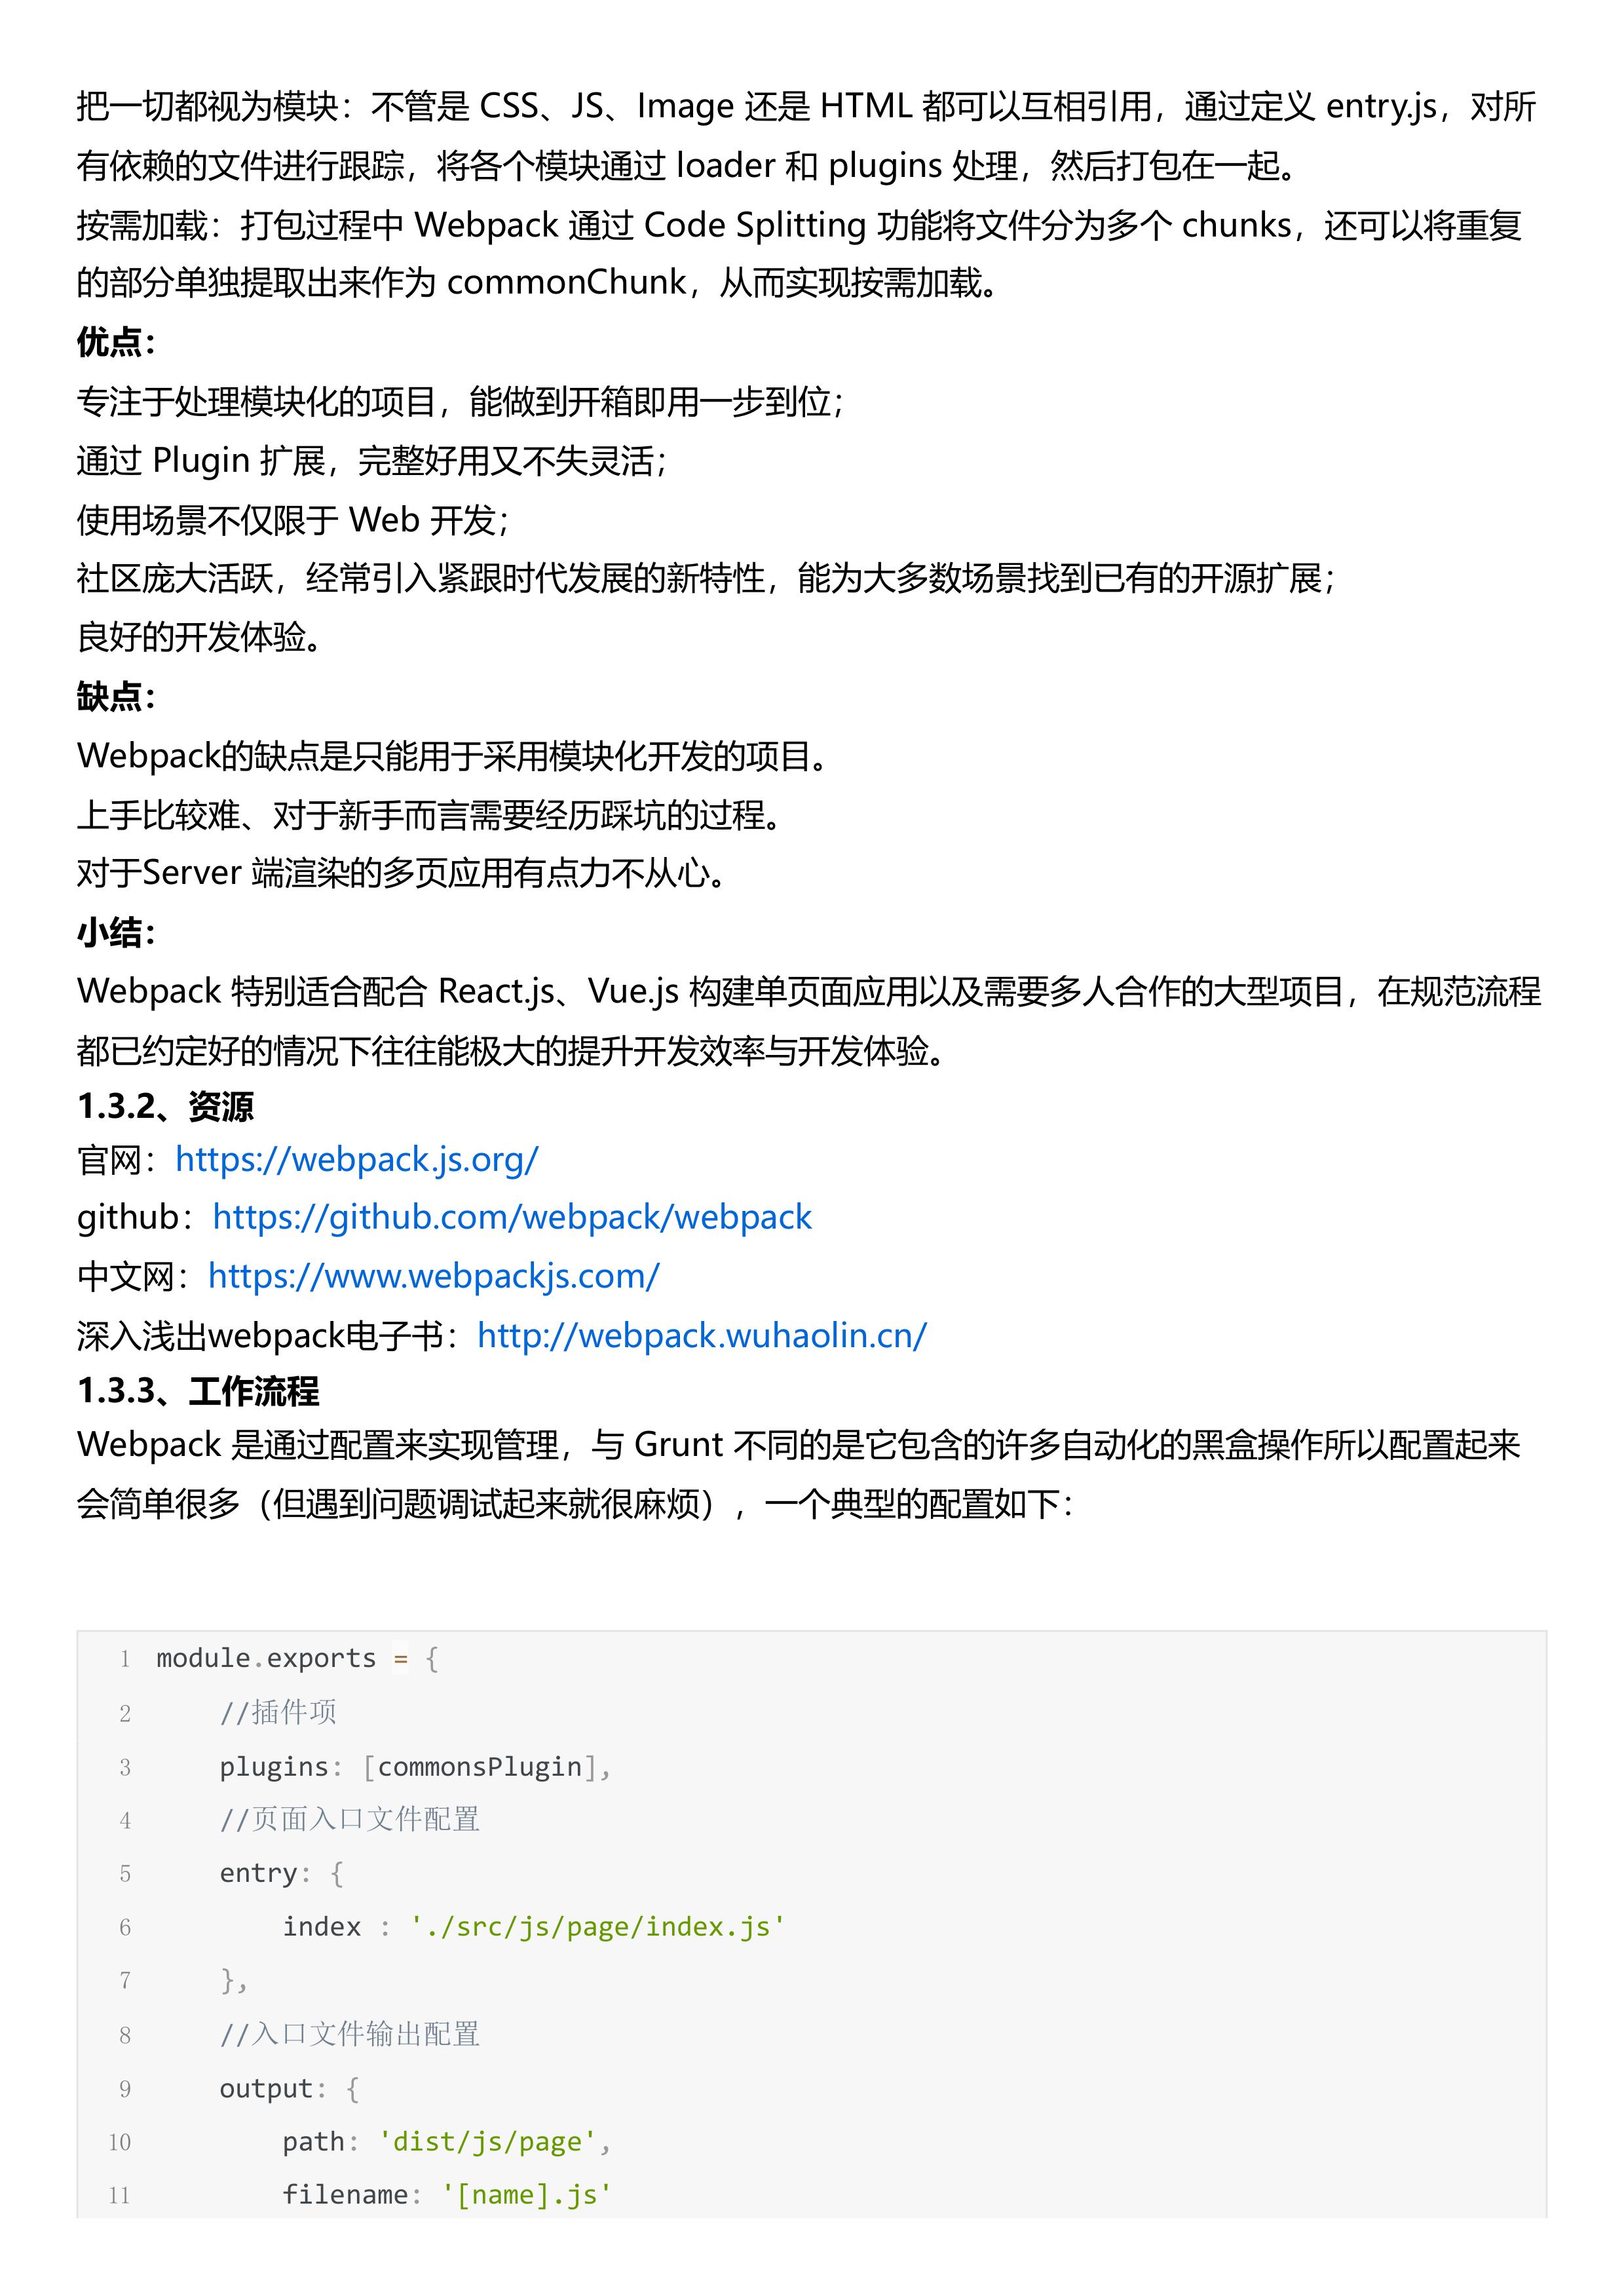 把一切都视为模块：不管是 CSS、JS、Image 还是 HTML 都可以互相引用，通过定义 entry.js，对所
有依赖的文件进行跟踪，将各个模块通过 loader 和 plugins 处理，然后打包在一起。
按需加载：打包过程中 Webpack 通过 Code Splitting 功能将文件分为多个 chunks，还可以将重复
的部分单独提取出来作为 commonChunk，从而实现按需加载。
优点：
专注于处理模块化的项目，能做到开箱即用一步到位；
通过 Plugin 扩展，完整好用又不失灵活；
使用场景不仅限于 Web 开发；
社区庞大活跃，经常引入紧跟时代发展的新特性，能为大多数场景找到已有的开源扩展；
良好的开发体验。
缺点：
Webpack的缺点是只能用于采用模块化开发的项目。
上手比较难、对于新手而言需要经历踩坑的过程。
对于Server 端渲染的多页应用有点力不从心。
小结：
Webpack 特别适合配合 React.js、Vue.js 构建单页面应用以及需要多人合作的大型项目，在规范流程
都已约定好的情况下往往能极大的提升开发效率与开发体验。
1.3.2、资源
官网：https://webpack.js.org/
github：https://github.com/webpack/webpack
中文网：https://www.webpackjs.com/
深入浅出webpack电子书：http://webpack.wuhaolin.cn/
1.3.3、工作流程
Webpack 是通过配置来实现管理，与 Grunt 不同的是它包含的许多自动化的黑盒操作所以配置起来
会简单很多（但遇到问题调试起来就很麻烦），一个典型的配置如下：
1 module.exports = {
2     //插件项
3     plugins: [commonsPlugin],
4     //页面入口文件配置
5     entry: {
6         index : './src/js/page/index.js'
7     },
8     //入口文件输出配置
9     output: {
10         path: 'dist/js/page',
11         filename: '[name].js'